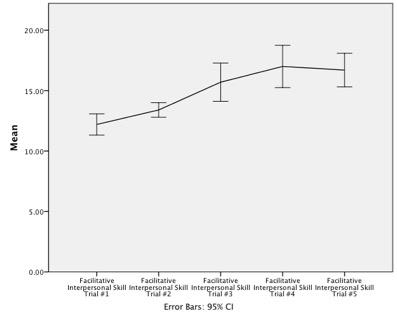 20.00
15.00
10.00
5.00
0.00
Mean
Facilitative Facilitative Facilitative Facilitative Facilitative
Interpersonal Skill Interpersonal Skill Interpersonal Skill Interpersonal Skill Interpersonal Skill
Trial #1 Trial #2 Trial #3 Trial #4 Trial #5
Error Bars: 95% CI